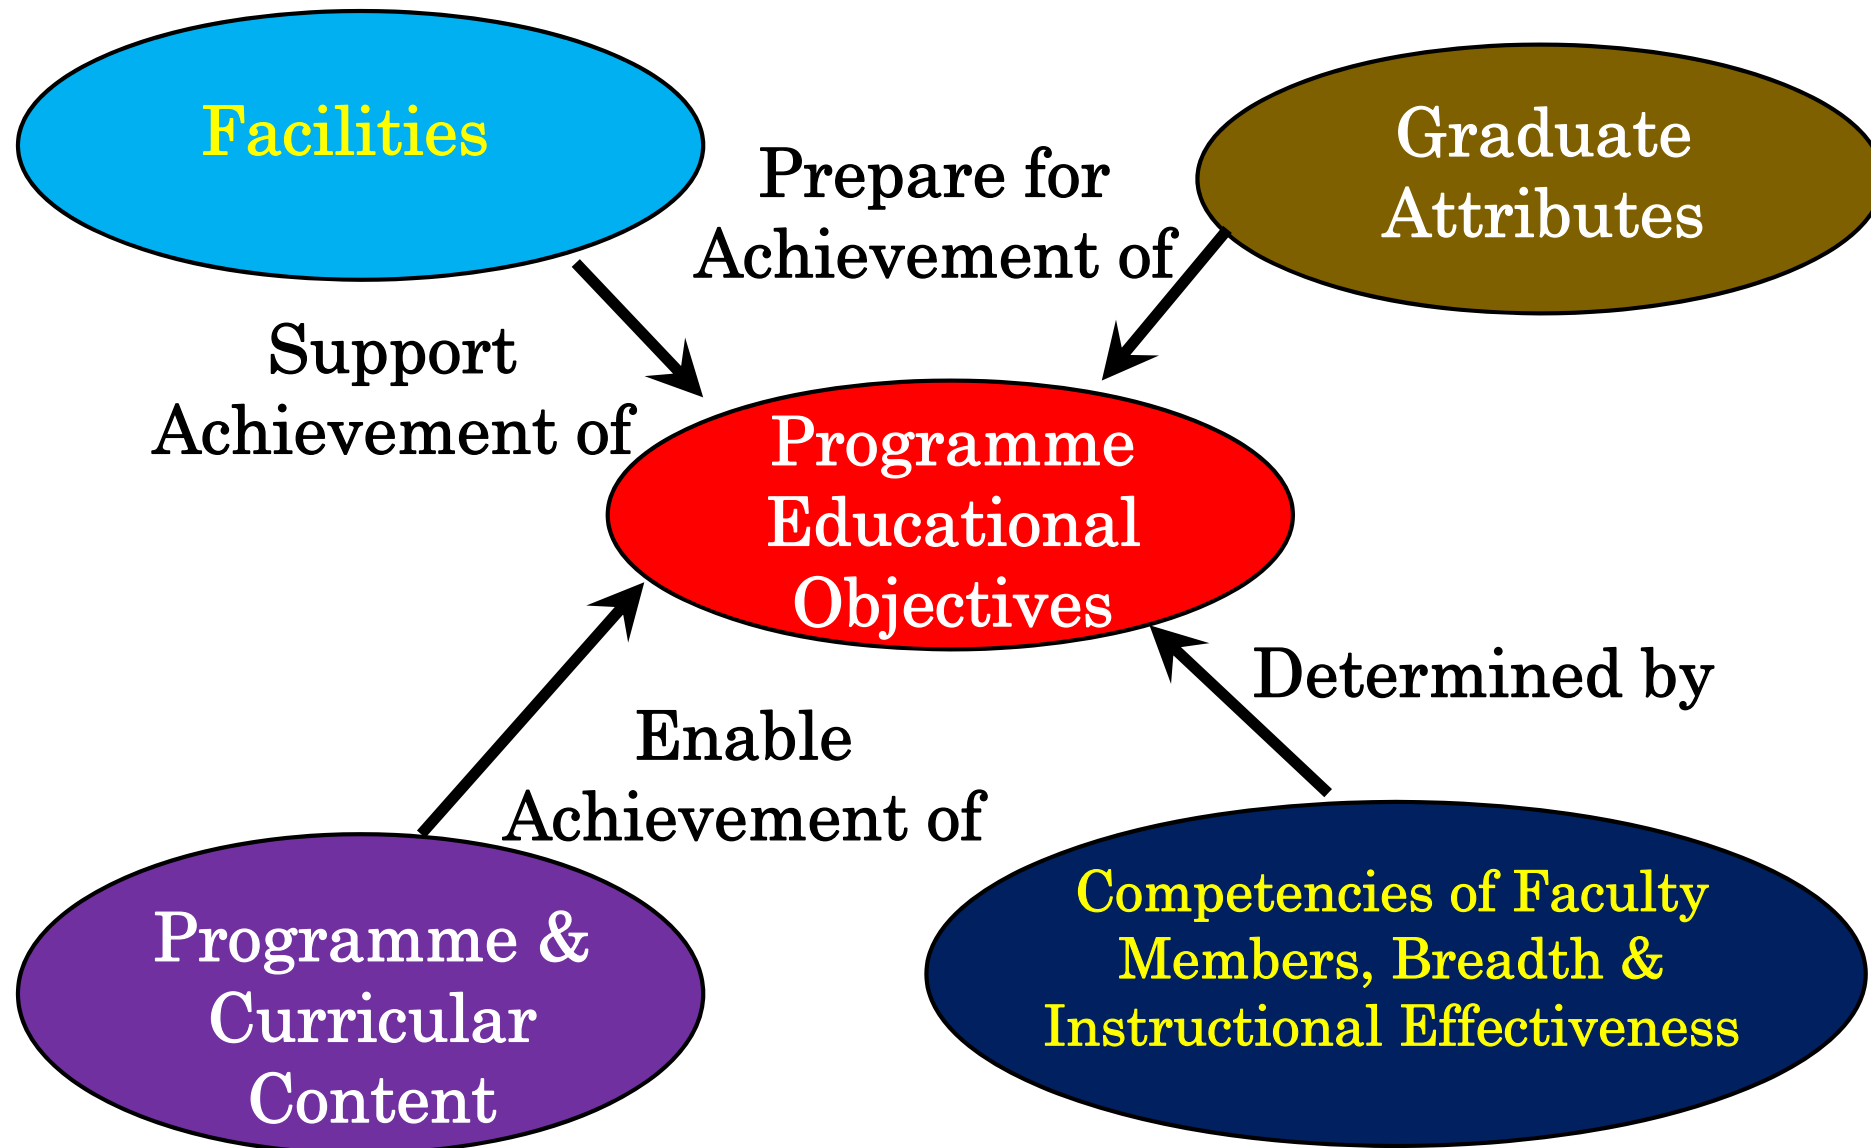 Facilities
Graduate
Attributes
Prepare for
Achievement of
Support
Achievement of
Programme
Educational
Objectives
Determined by
Enable
Achievement of
Programme &
Curricular
Content
Competencies of Faculty
Members, Breadth &
Instructional Effectiveness